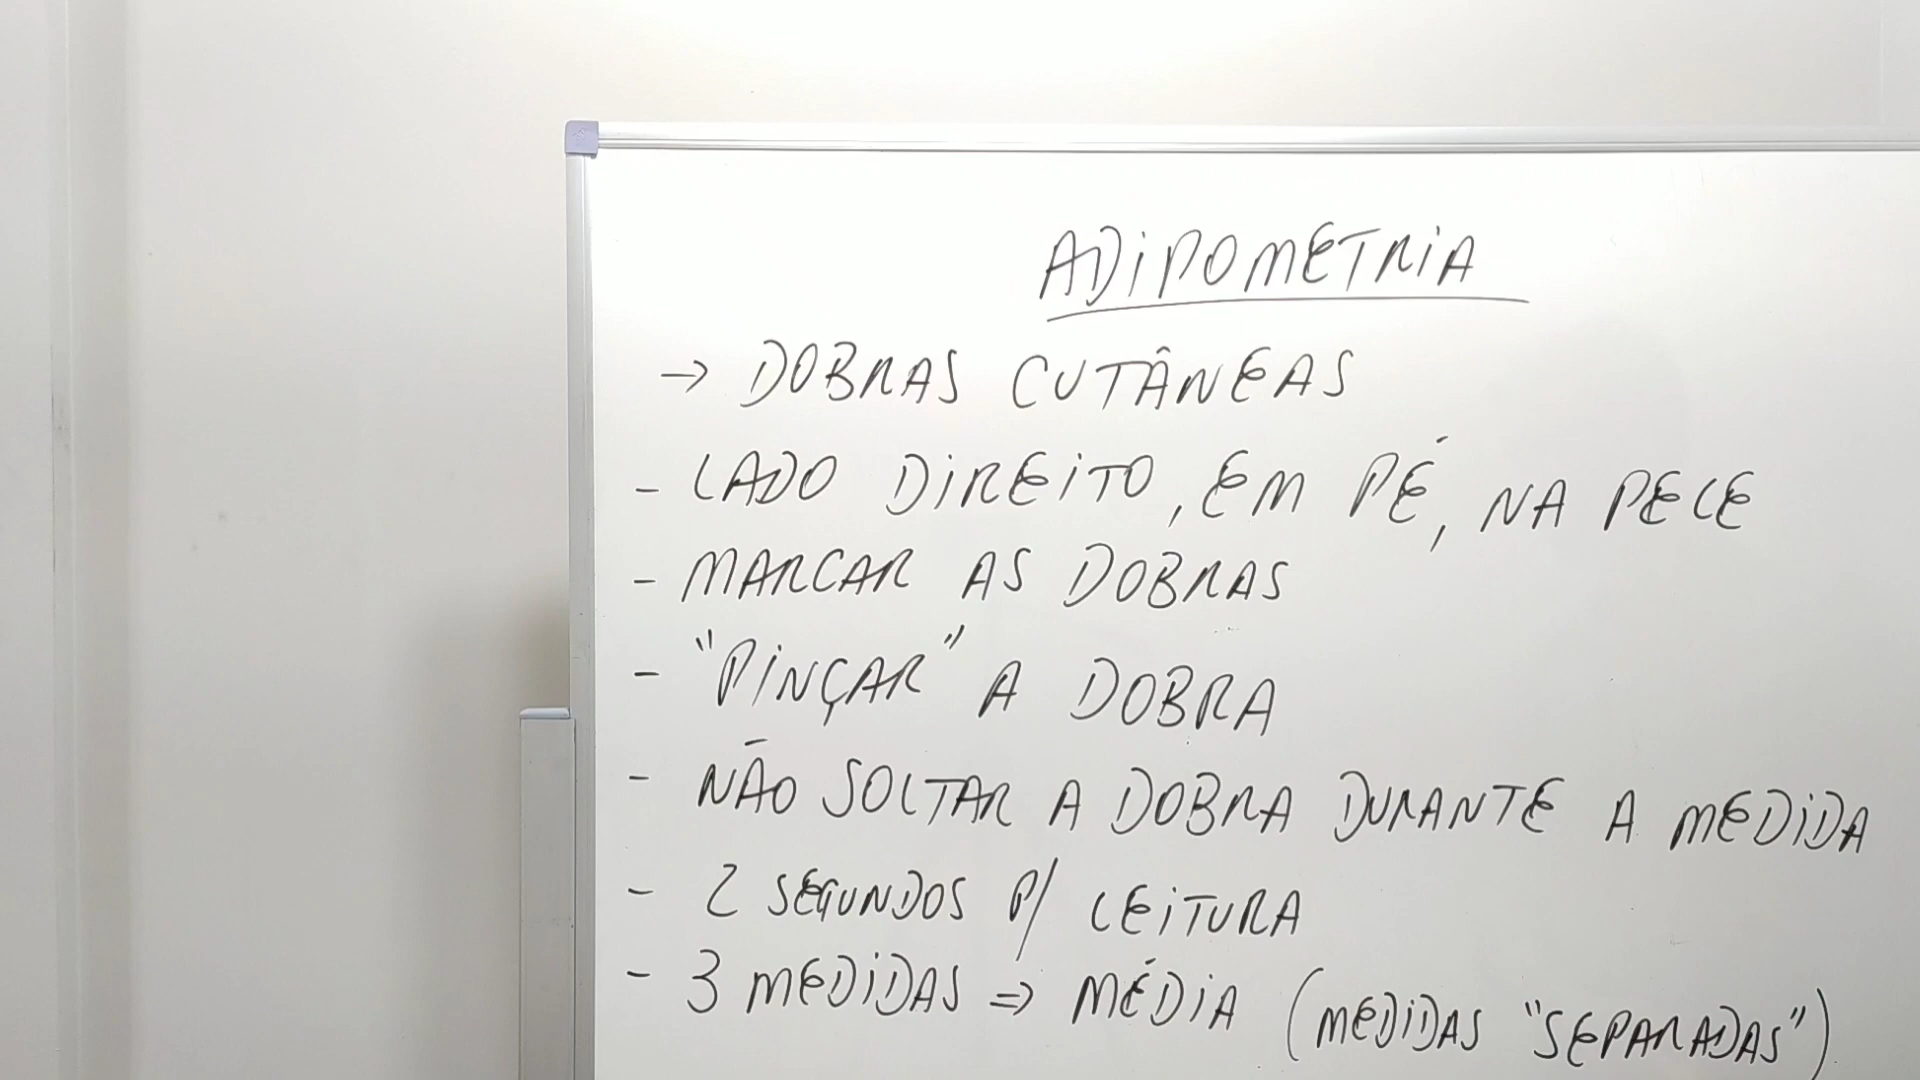 ADIPOMETRIA
→ DOBRAS CUTÂNEAS
- LADO DIREITO, EM PÉ, NA PELE
- MARCAR AS DOBRAS
- "PINÇAR" A DOBRA
- NÃO SOLTAR A DOBRA DURANTE A MEDIDA
- 2 SEGUNDOS P/ LEITURA
- 3 MEDIDAS ⇒ MÉDIA (MEDIDAS "SEPARADAS")